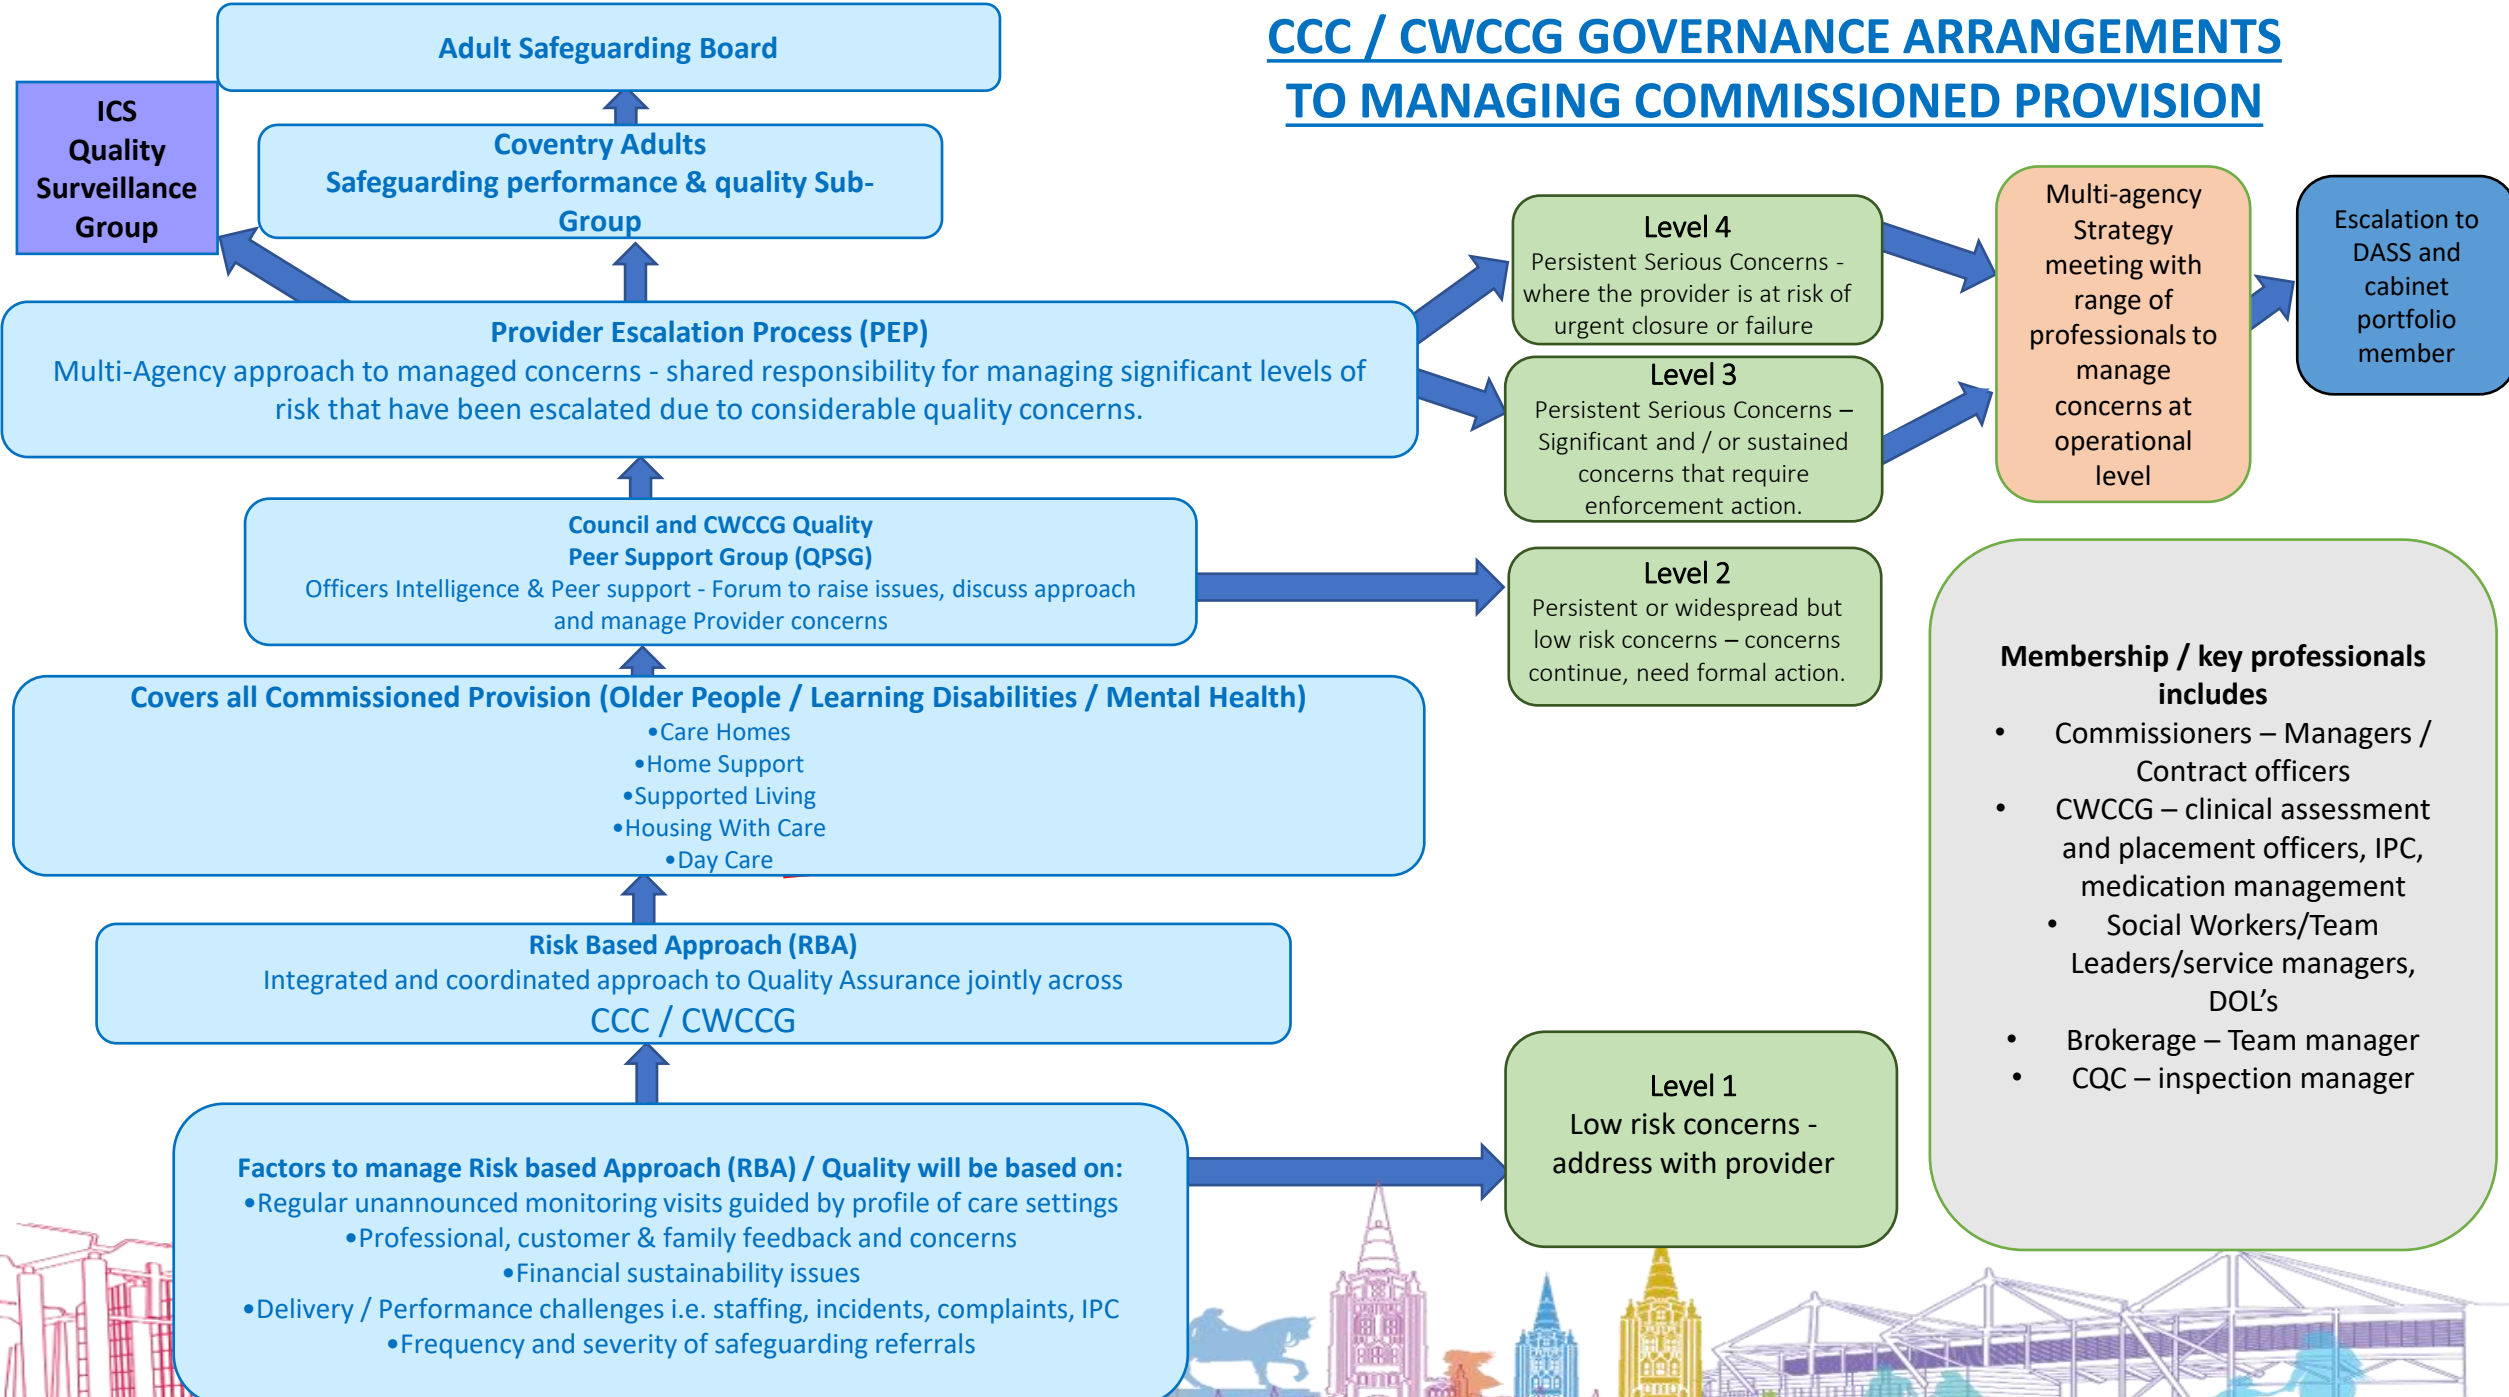 CCC / CWCCG GOVERNANCE ARRANGEMENTS
TO MANAGING COMMISSIONED PROVISION
Adult Safeguarding Board
ICS
Quality
Surveillance
Group
Coventry Adults
Safeguarding performance & quality Sub-
Group
Provider Escalation Process (PEP)
Multi-Agency approach to managed concerns - shared responsibility for managing significant levels of
risk that have been escalated due to considerable quality concerns.
Council and CWCCG Quality
Peer Support Group (QPSG)
Officers Intelligence & Peer support - Forum to raise issues, discuss approach
and manage Provider concerns
Covers all Commissioned Provision (Older People / Learning Disabilities / Mental Health)
•Care Homes
•Home Support
•Supported Living
•Housing With Care
•Day Care
Risk Based Approach (RBA)
Integrated and coordinated approach to Quality Assurance jointly across
CCC / CWCCG
Factors to manage Risk based Approach (RBA) / Quality will be based on:
•Regular unannounced monitoring visits guided by profile of care settings
•Professional, customer & family feedback and concerns
•Financial sustainability issues
•Delivery / Performance challenges i.e. staffing, incidents, complaints, IPC
•Frequency and severity of safeguarding referrals
Level 4
Persistent Serious Concerns -
where the provider is at risk of
urgent closure or failure
Level 3
Persistent Serious Concerns –
Significant and / or sustained
concerns that require
enforcement action.
Level 2
Persistent or widespread but
low risk concerns – concerns
continue, need formal action.
Level 1
Low risk concerns -
address with provider
Multi-agency
Strategy
meeting with
range of
professionals to
manage
concerns at
operational
level
Escalation to
DASS and
cabinet
portfolio
member
Membership / key professionals
includes
• Commissioners – Managers /
Contract officers
• CWCCG – clinical assessment
and placement officers, IPC,
medication management
• Social Workers/Team
Leaders/service managers,
DOL’s
• Brokerage – Team manager
• CQC – inspection manager